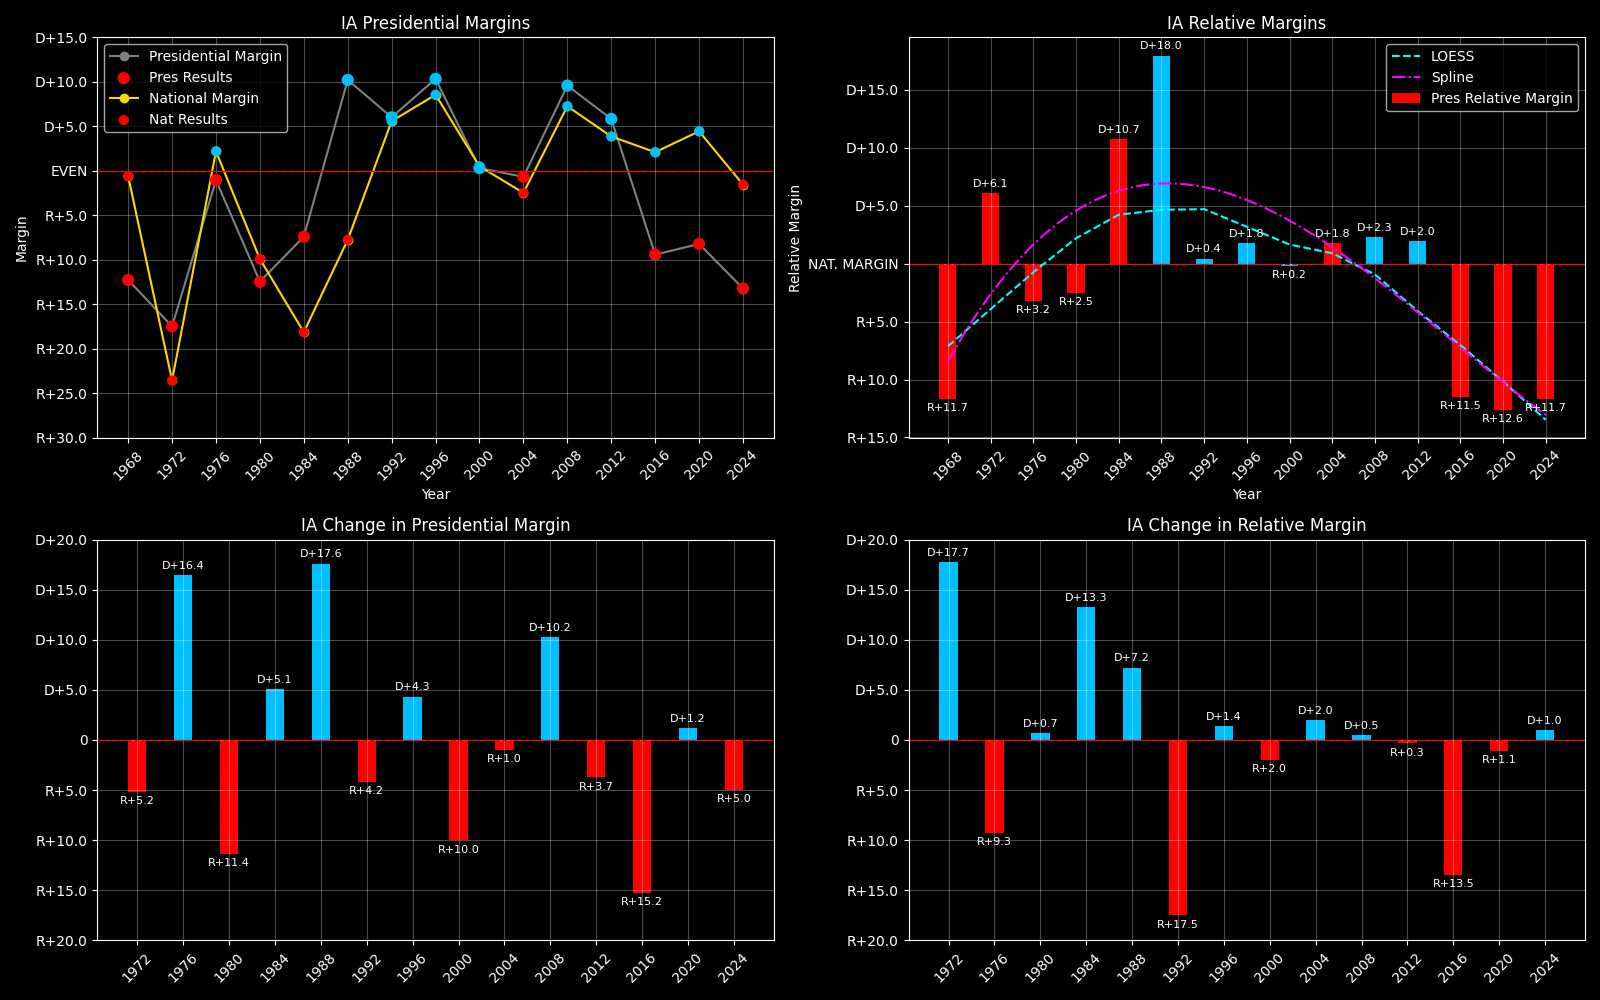 IA Presidential Margins
D+15.0
D+10.0
D+5.0
EVEN
R+5.0
R+10.0
R+15.0
R+20.0
R+25.0
R+30.0
Margin
Presidential Margin
Pres Results
National Margin
Nat Results
1968
1972
1976
1980
1984
1988
1992
1996
2000
2004
2008
2012
2016
2020
2024
Year
IA Relative Margins
D+15.0
D+10.0
D+5.0
NAT. MARGIN
R+5.0
R+10.0
R+15.0
Relative Margin
LOESS
Spline
Pres Relative Margin
R+11.7
D+6.1
R+3.2
R+2.5
D+10.7
D+18.0
D+0.4
D+1.8
R+0.2
D+1.8
D+2.3
D+2.0
R+11.5
R+12.6
R+11.7
1968
1972
1976
1980
1984
1988
1992
1996
2000
2004
2008
2012
2016
2020
2024
Year
IA Change in Presidential Margin
D+20.0
D+15.0
D+10.0
D+5.0
0
R+5.0
R+10.0
R+15.0
R+20.0
R+5.2
D+16.4
R+11.4
D+5.1
D+17.6
R+4.2
D+4.3
R+10.0
R+1.0
D+10.2
R+3.7
R+15.2
D+1.2
R+5.0
1972
1976
1980
1984
1988
1992
1996
2000
2004
2008
2012
2016
2020
2024
IA Change in Relative Margin
D+20.0
D+15.0
D+10.0
D+5.0
0
R+5.0
R+10.0
R+15.0
R+20.0
D+17.7
R+9.3
D+0.7
D+13.3
D+7.2
R+17.5
D+1.4
R+2.0
D+2.0
D+0.5
R+0.3
R+13.5
R+1.1
D+1.0
1972
1976
1980
1984
1988
1992
1996
2000
2004
2008
2012
2016
2020
2024